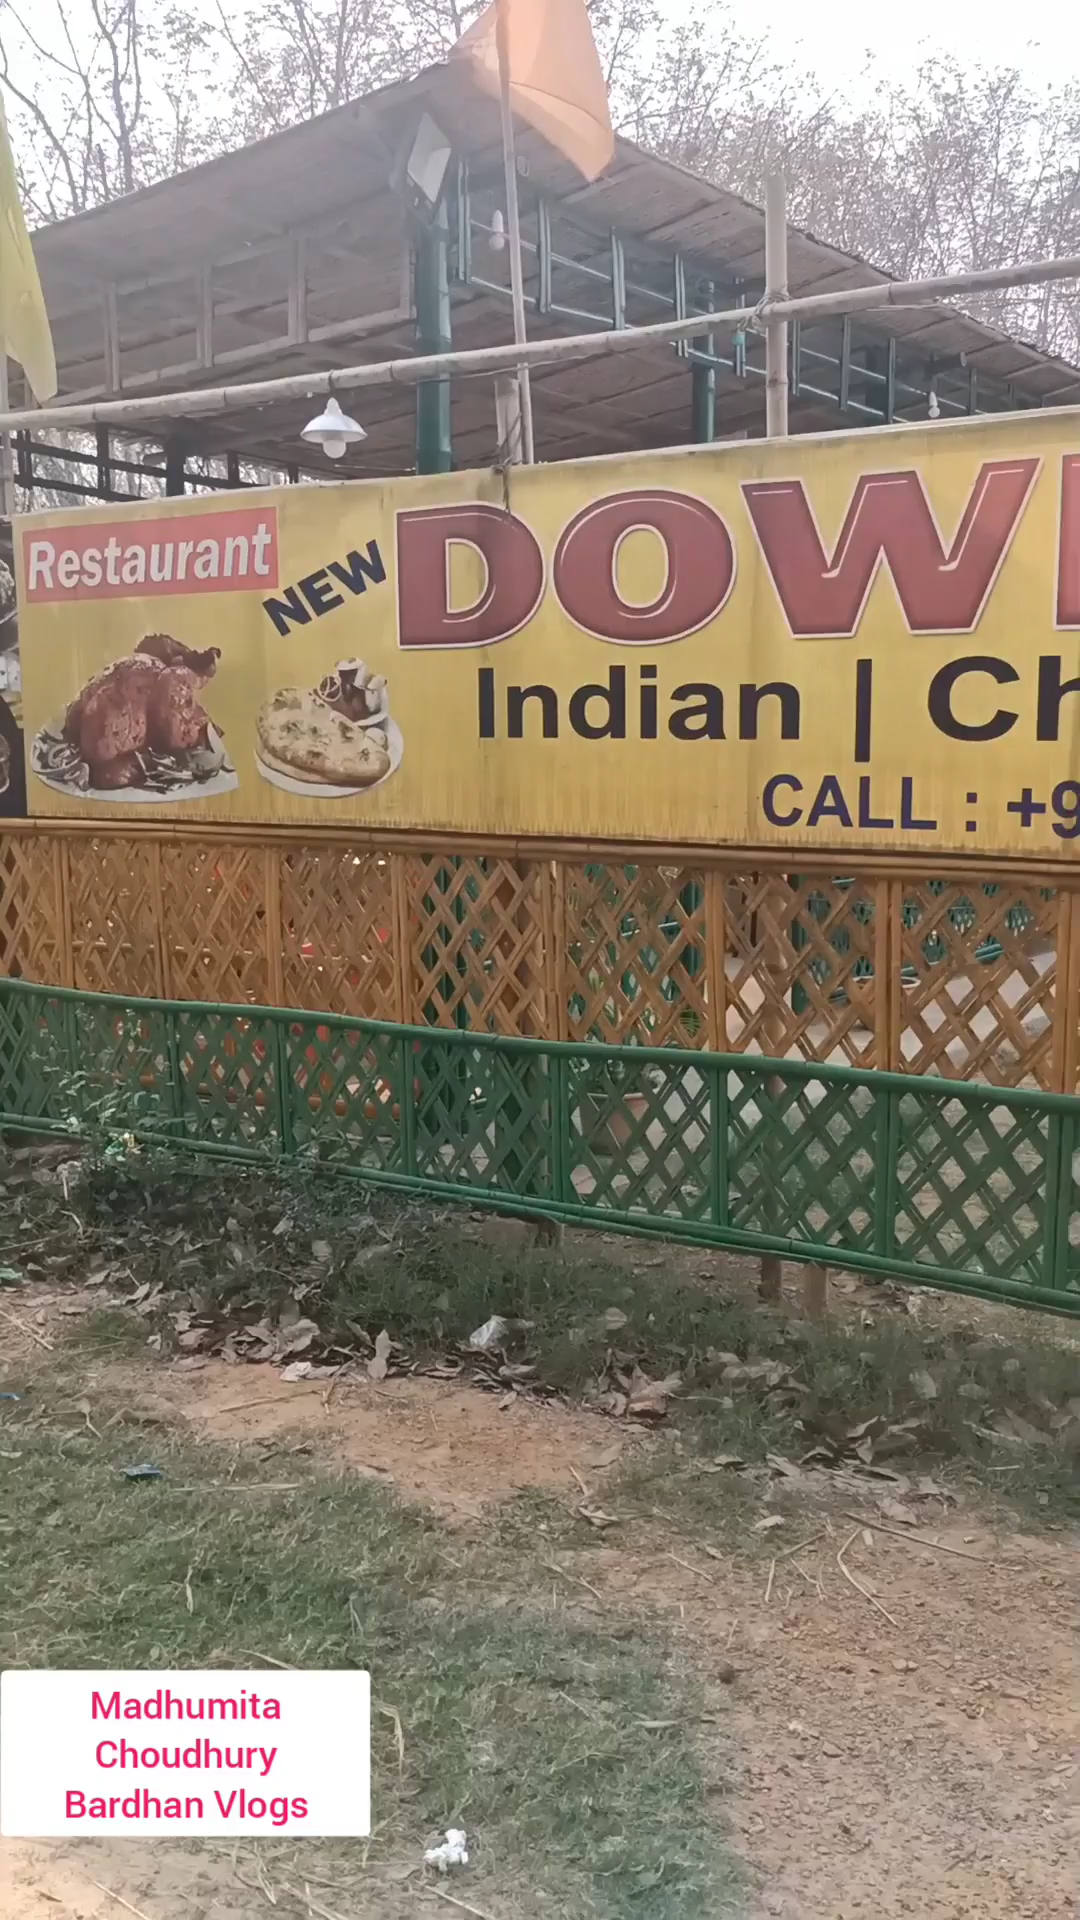 Restaurant
NEW
DOW
Indian | Ch
CALL : +9
Madhumita
Choudhury
Bardhan Vlogs